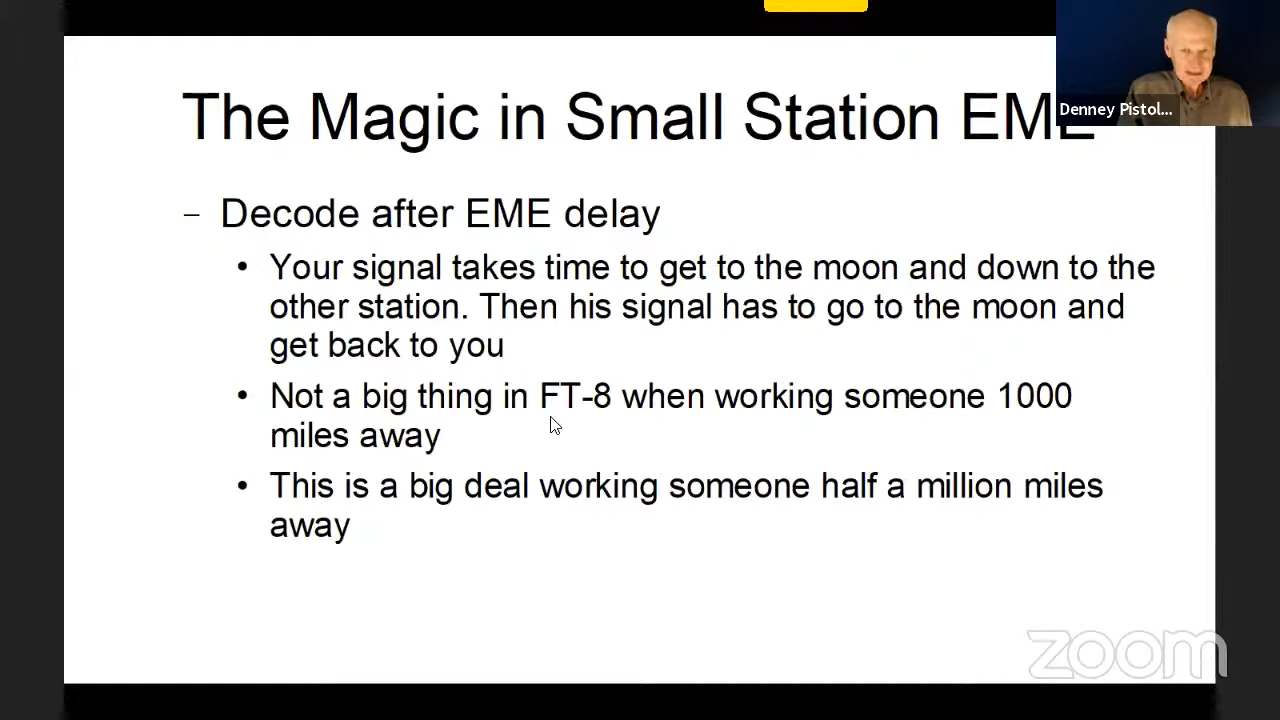 The Magic in Small Station EME
Denney Pistol...
– Decode after EME delay
• Your signal takes time to get to the moon and down to the
other station. Then his signal has to go to the moon and
get back to you
• Not a big thing in FT-8 when working someone 1000
miles away
• This is a big deal working someone half a million miles
away
zoom